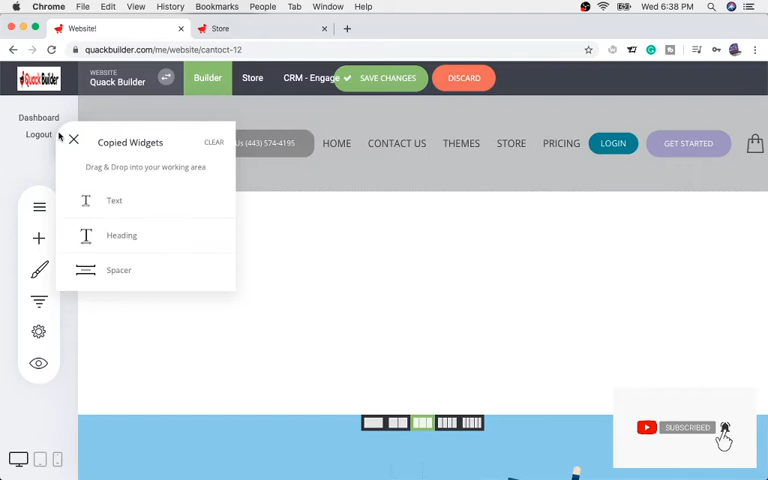 Chrome File Edit View History Bookmarks People Tab Window Help
Wed 6:38 PM
Website!
Store
quackbuilder.com/me/website/cantoct-12
QuackBuilder
WEBSITE
Quack Builder
Builder
Store
CRM - Engage
SAVE CHANGES
DISCARD
Dashboard
Logout
Copied Widgets
CLEAR
Drag & Drop into your working area
Text
Heading
Spacer
Us (443) 574-4195
HOME
CONTACT US
THEMES
STORE
PRICING
LOGIN
GET STARTED
SUBSCRIBED